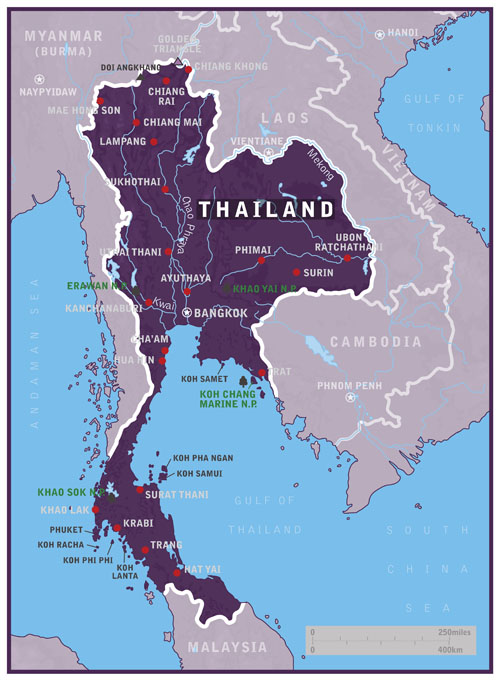 MYANMAR
(BURMA)
GOLDEN
TRIANGLE
HANOI
DOI ANGKHANG
CHIANG KHONG
NAYPYIDAW
CHIANG
RAI
MAE HONG SON
GULF OF
TONKIN
CHIANG MAI
LAOS
LAMPANG
VIENTIANE
VIETNAM
Mekong
SUKHOTHAI
Chao Phraya
THAILAND
UBON
RATCHATHANI
UTHAI THANI
PHIMAI
SURIN
AYUTHAYA
ERAWAN N.P.
KHAO YAI N.P.
KANCHANABURI
Kwai
BANGKOK
ANDAMAN SEA
CHA'AM
CAMBODIA
HUA HIN
KOH SAMET
TRAT
PHNOM PENH
KOH CHANG
MARINE N.P.
KOH PHA NGAN
KOH SAMUI
KHAO SOK N.P.
SURAT THANI
GULF OF
THAILAND
KHAO LAK
PHUKET
KRABI
SOUTH
CHINA
SEA
KOH RACHA
TRANG
KOH PHI PHI
KOH
LANTA
HAT YAI
MALAYSIA
0 250miles
0 400km